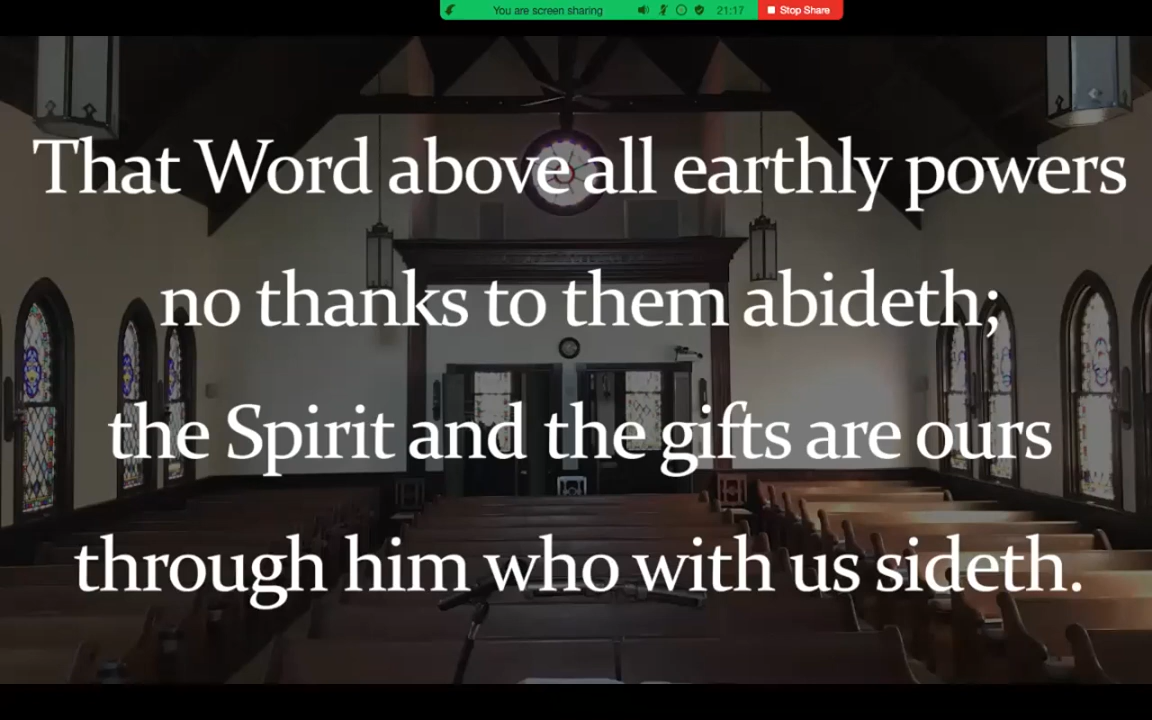 You are screen sharing 21:17 Stop Share
That Word above all earthly powers
no thanks to them abideth;
the Spirit and the gifts are ours
through him who with us sideth.